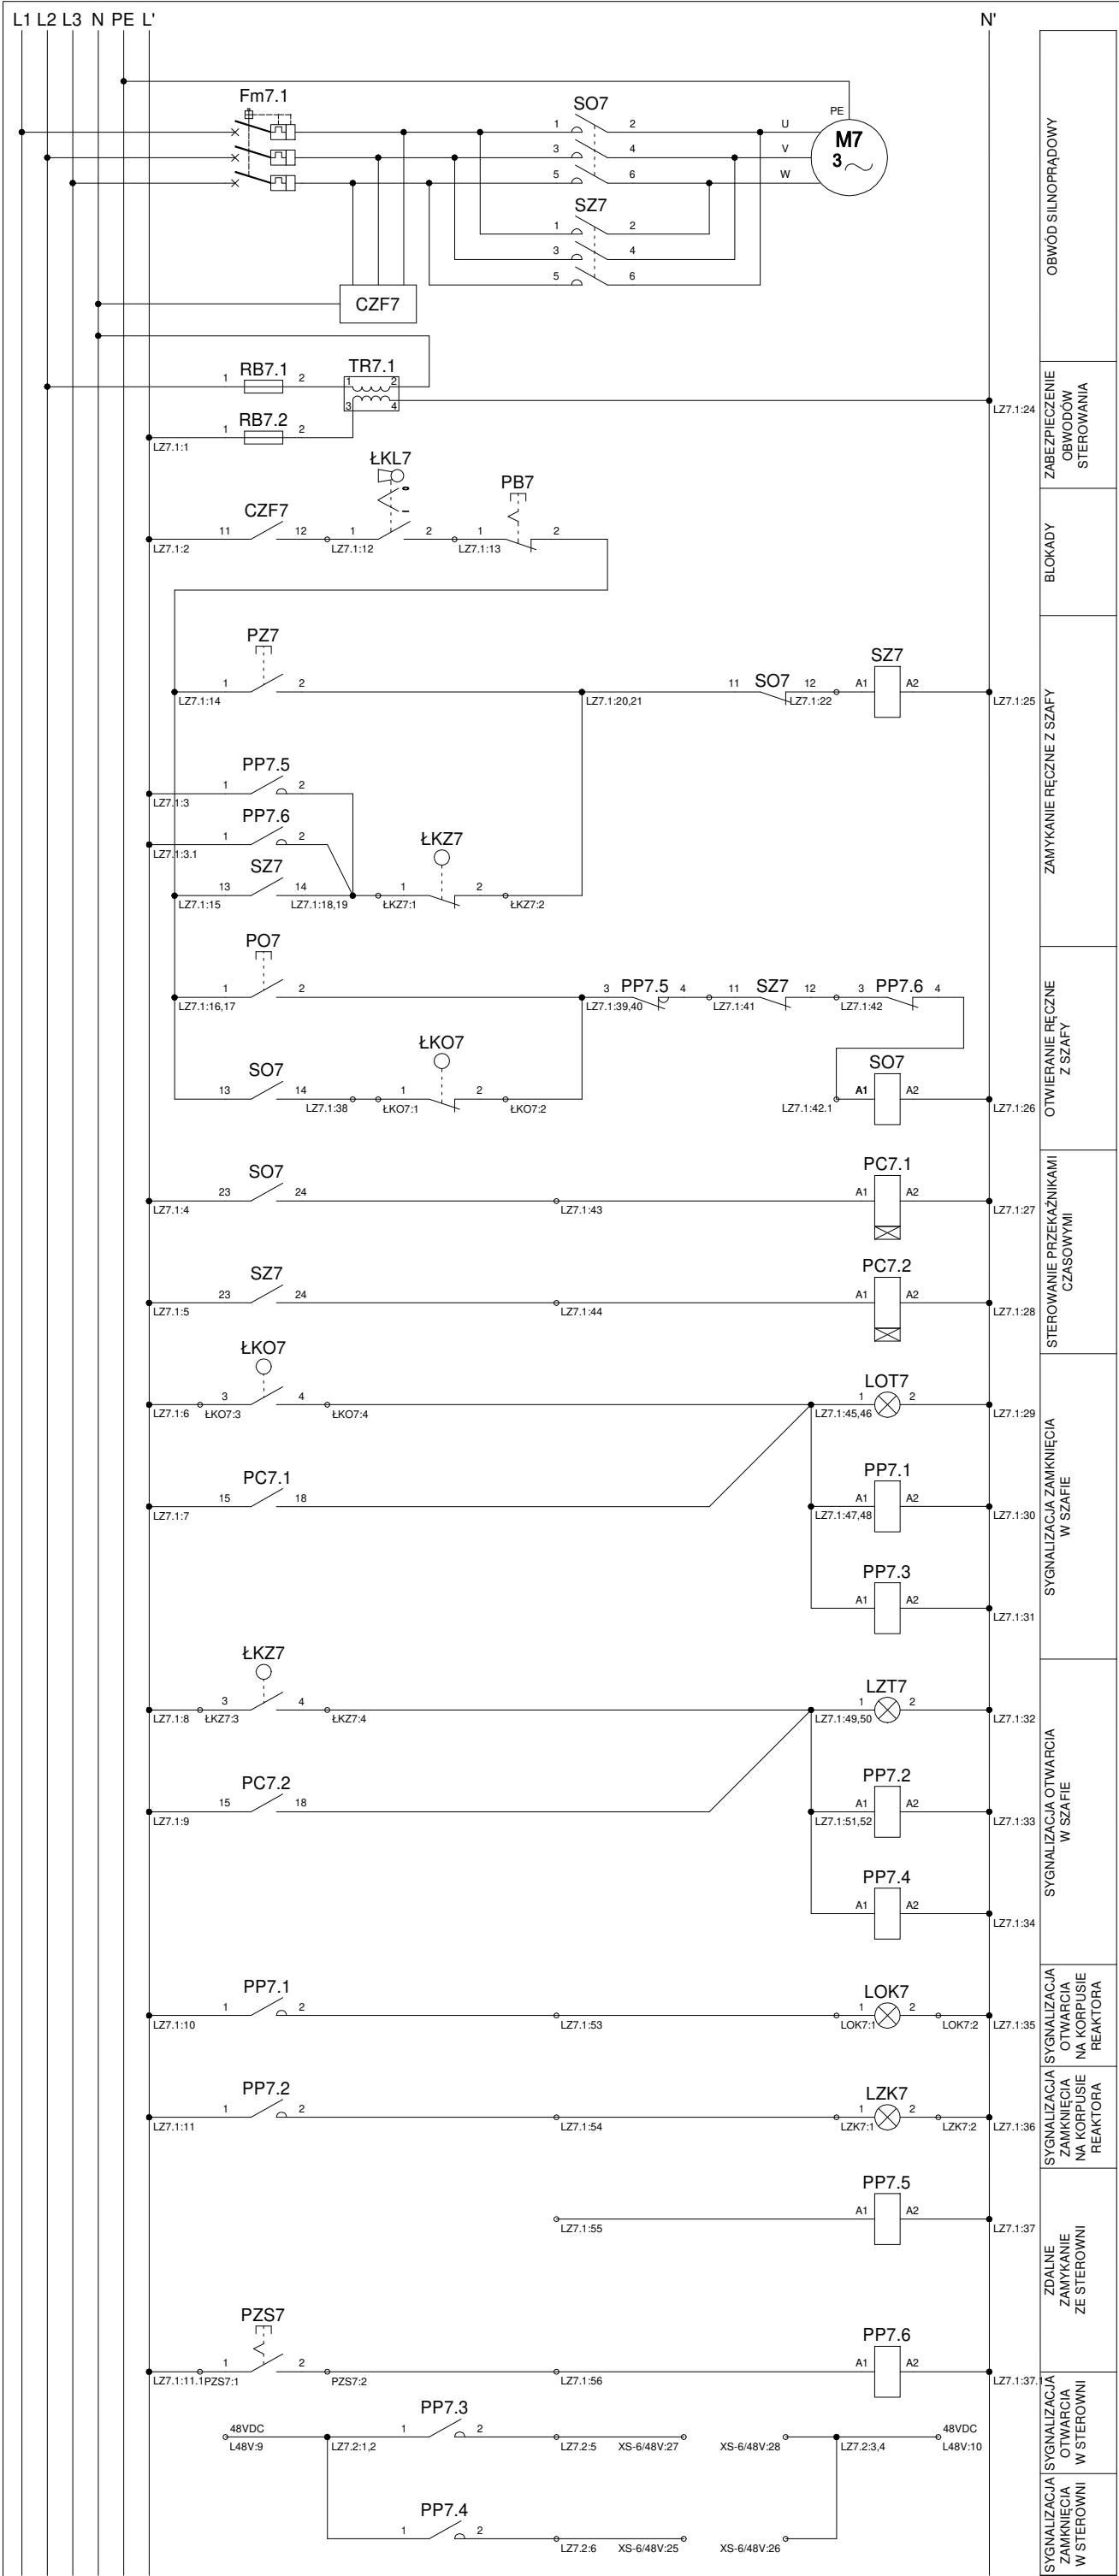 L1 L2 L3 N PE L' N'
Fm7.1
SO7
PE
1 2 U
M7
3 4 V
3
5 6 W
SZ7
1 2
3 4
5 6
CZF7
OBWÓD SILNOPRĄDOWY
RB7.1
TR7.1
1 2 1 2
3 4
LZ7.1:24
RB7.2
1 2
LZ7.1:1
ZABEZPIECZENIE
OBWODÓW
STEROWANIA
ŁKL7
PB7
CZF7
0
I
11 12 1 2 1 2
LZ7.1:2 LZ7.1:12 LZ7.1:13
BLOKADY
PZ7
SZ7
1 2 11 SO7 12 A1 A2
LZ7.1:14 LZ7.1:20,21 LZ7.1:22 LZ7.1:25
PP7.5
1 2
LZ7.1:3
PP7.6
1 2
LZ7.1:3.1
ŁKZ7
SZ7
13 14 1 2
LZ7.1:15 LZ7.1:18,19 ŁKZ7:1 ŁKZ7:2
ZAMYKANIE RĘCZNE Z SZAFY
PO7
1 2 3 PP7.5 4 11 SZ7 12 3 PP7.6 4
LZ7.1:16,17 LZ7.1:39,40 LZ7.1:41 LZ7.1:42
ŁKO7
SO7
SO7
13 14 1 2 A1 A2
LZ7.1:38 ŁKO7:1 ŁKO7:2 LZ7.1:42.1 LZ7.1:26
OTWIERANIE RĘCZNE
Z SZAFY
SO7
PC7.1
23 24 A1 A2
LZ7.1:4 LZ7.1:43 LZ7.1:27
SZ7
PC7.2
23 24 A1 A2
LZ7.1:5 LZ7.1:44 LZ7.1:28
STEROWANIE PRZEKAŹNIKAMI
CZASOWYMI
ŁKO7
LOT7
3 4 1 2
LZ7.1:6 ŁKO7:3 ŁKO7:4 LZ7.1:45,46 LZ7.1:29
PC7.1
PP7.1
15 18 A1 A2
LZ7.1:7 LZ7.1:47,48 LZ7.1:30
PP7.3
A1 A2
LZ7.1:31
SYGNALIZACJA ZAMKNIĘCIA
W SZAFIE
ŁKZ7
LZT7
3 4 1 2
LZ7.1:8 ŁKZ7:3 ŁKZ7:4 LZ7.1:49,50 LZ7.1:32
PC7.2
PP7.2
15 18 A1 A2
LZ7.1:9 LZ7.1:51,52 LZ7.1:33
PP7.4
A1 A2
LZ7.1:34
SYGNALIZACJA OTWARCIA
W SZAFIE
PP7.1
LOK7
1 2 1 2
LZ7.1:10 LZ7.1:53 LOK7:1 LOK7:2 LZ7.1:35
SYGNALIZACJA
OTWARCIA
NA KORPUSIE
REAKTORA
PP7.2
LZK7
1 2 1 2
LZ7.1:11 LZ7.1:54 LZK7:1 LZK7:2 LZ7.1:36
SYGNALIZACJA
ZAMKNIĘCIA
NA KORPUSIE
REAKTORA
PP7.5
A1 A2
LZ7.1:55 LZ7.1:37
PZS7
PP7.6
1 2 A1 A2
LZ7.1:11.1 PZS7:1 PZS7:2 LZ7.1:56 LZ7.1:37.1
ZDALNE
ZAMYKANIE
ZE STEROWNI
PP7.3
48VDC 1 2 48VDC
L48V:9 LZ7.2:1,2 LZ7.2:5 XS-6/48V:27 XS-6/48V:28 LZ7.2:3,4 L48V:10
SYGNALIZACJA
OTWARCIA
W STEROWNI
PP7.4
1 2
LZ7.2:6 XS-6/48V:25 XS-6/48V:26
SYGNALIZACJA
ZAMKNIĘCIA
W STEROWNI